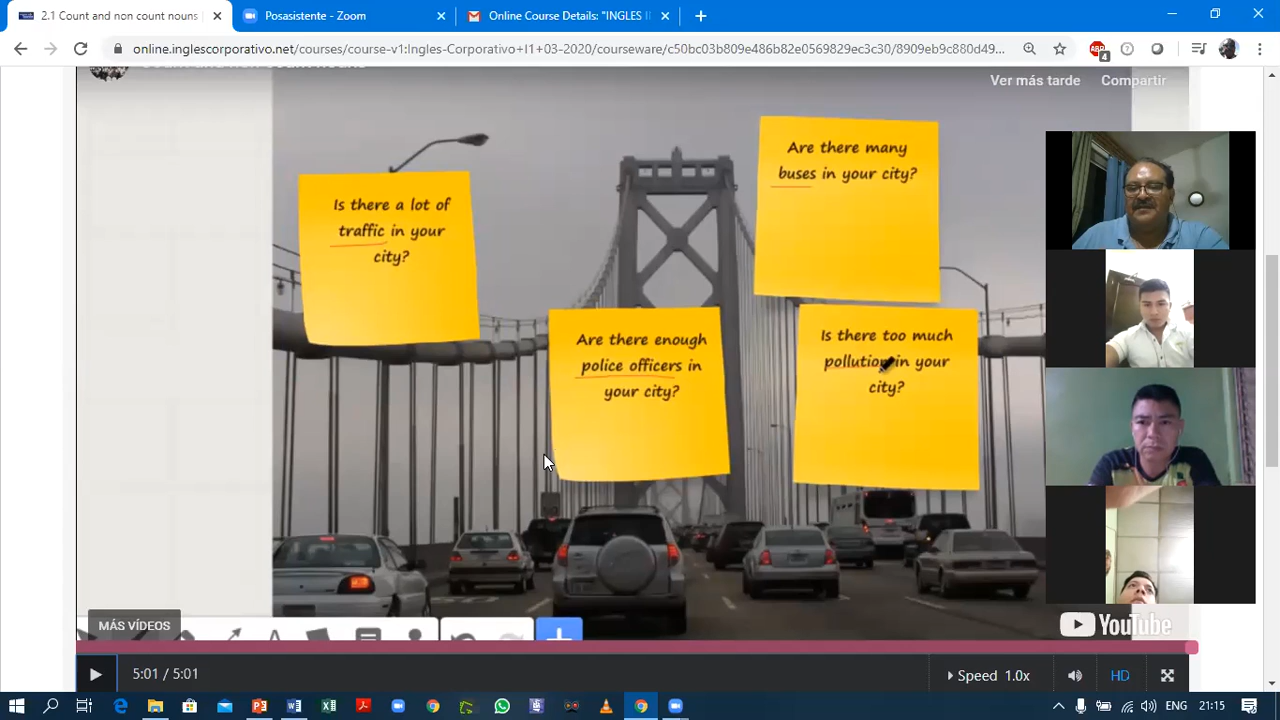 2.1 Count and non count nouns
Posasistente - Zoom
Online Course Details: "INGLES I
online.inglescorporativo.net/courses/course-v1:Ingles-Corporativo+I1+03-2020/courseware/c50bc03b809e486b82e0569829ec3c30/8909eb9c880d49...
4
Ver más tarde
Compartir
Is there a lot of
traffic in your
city?
Are there many
buses in your city?
Are there enough
police officers in
your city?
Is there too much
pollution in your
city?
MÁS VÍDEOS
YouTube
5:01 / 5:01
Speed 1.0x
HD
ENG
21:15